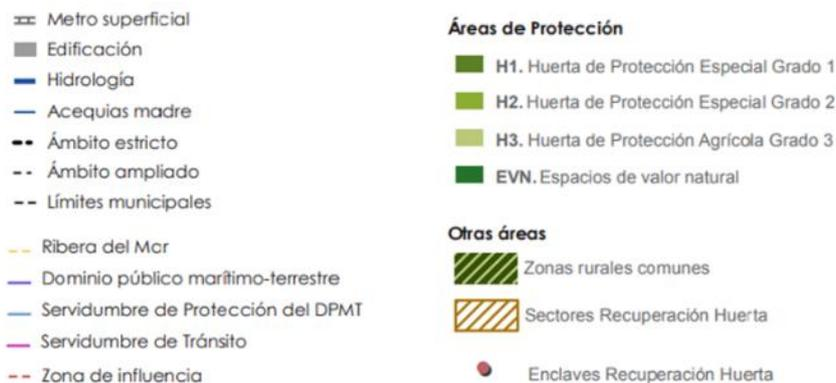 Metro superficial
Edificación
Hidrología
Acequias madre
Ámbito estricto
Ámbito ampliado
Límites municipales
Ribera del Mar
Dominio público marítimo-terrestre
Servidumbre de Protección del DPMT
Servidumbre de Tránsito
Zona de influencia
Áreas de Protección
H1. Huerta de Protección Especial Grado 1
H2. Huerta de Protección Especial Grado 2
H3. Huerta de Protección Agrícola Grado 3
EVN. Espacios de valor natural
Otras áreas
Zonas rurales comunes
Sectores Recuperación Huerta
Enclaves Recuperación Huerta